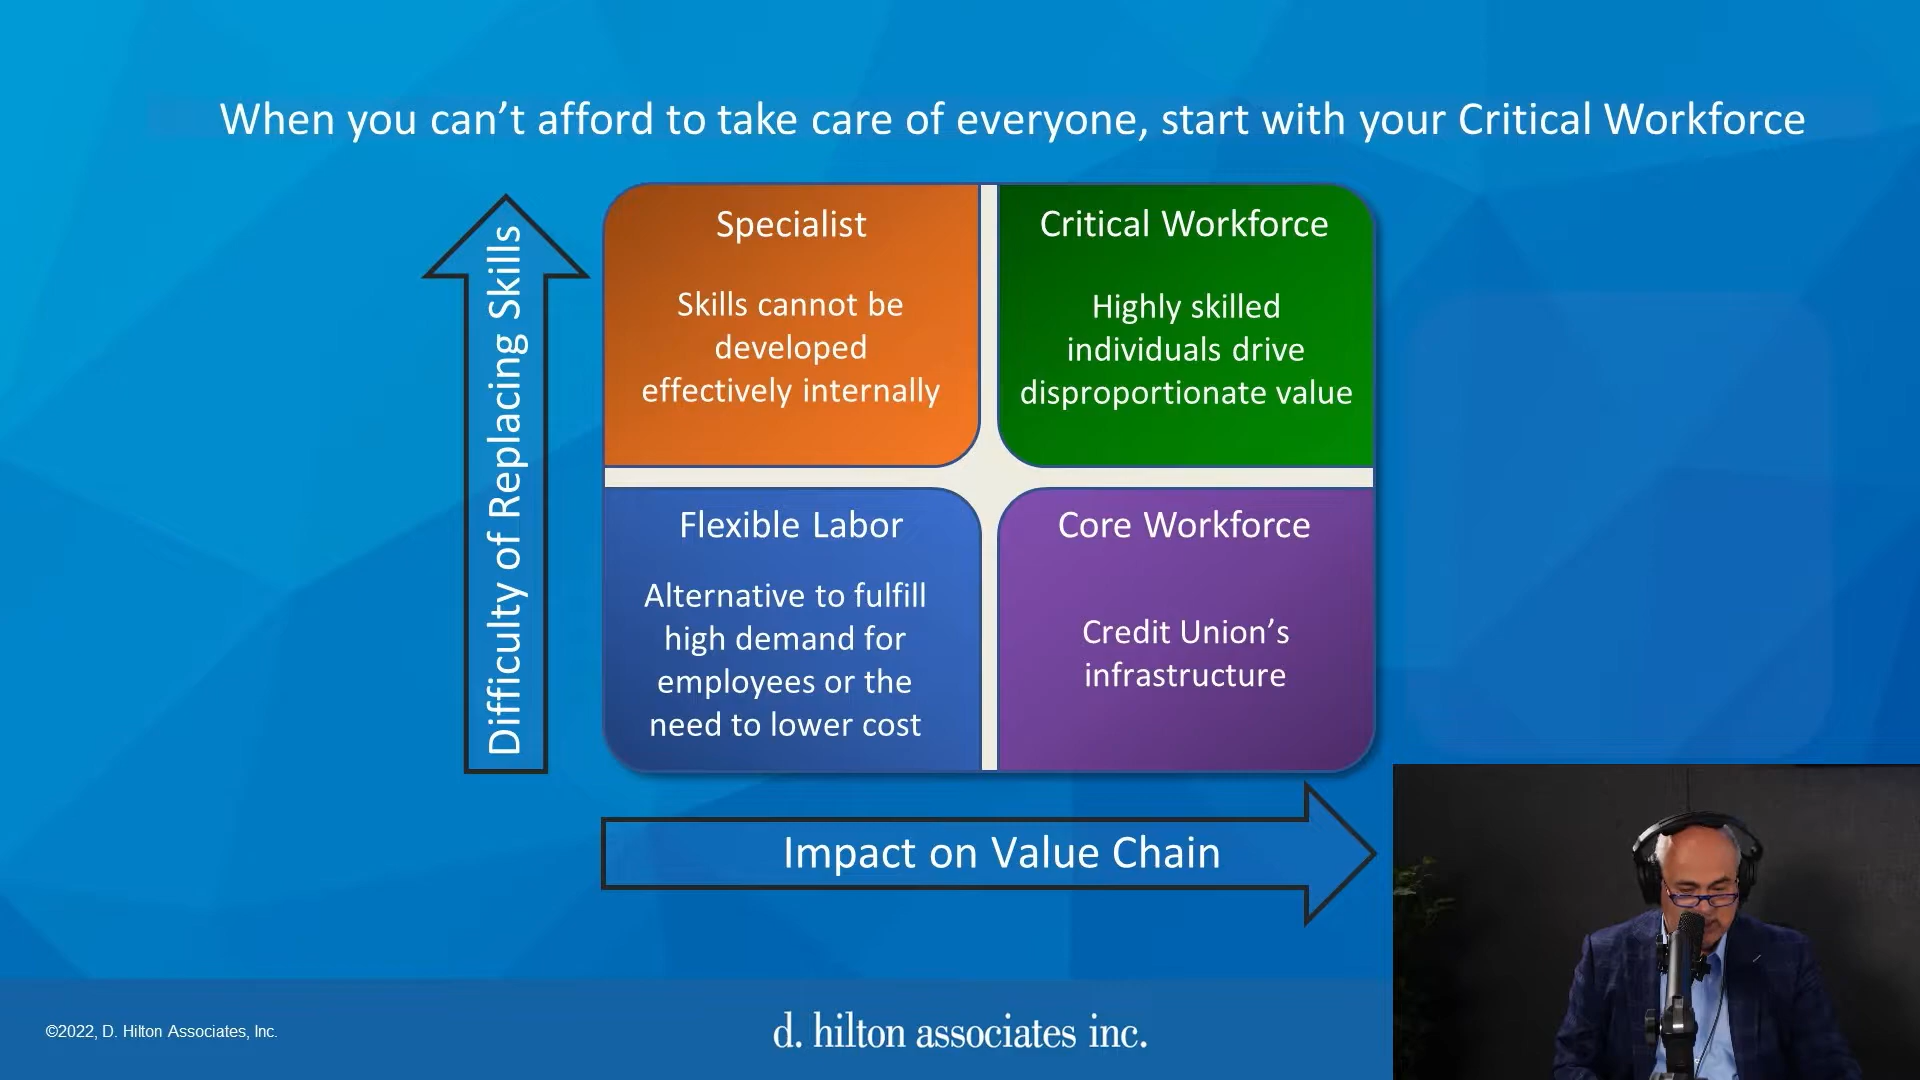 When you can't afford to take care of everyone, start with your Critical Workforce
Difficulty of Replacing Skills
Specialist
Skills cannot be
developed
effectively internally
Critical Workforce
Highly skilled
individuals drive
disproportionate value
Flexible Labor
Alternative to fulfill
high demand for
employees or the
need to lower cost
Core Workforce
Credit Union's
infrastructure
Impact on Value Chain
©2022, D. Hilton Associates, Inc.
d. hilton associates inc.